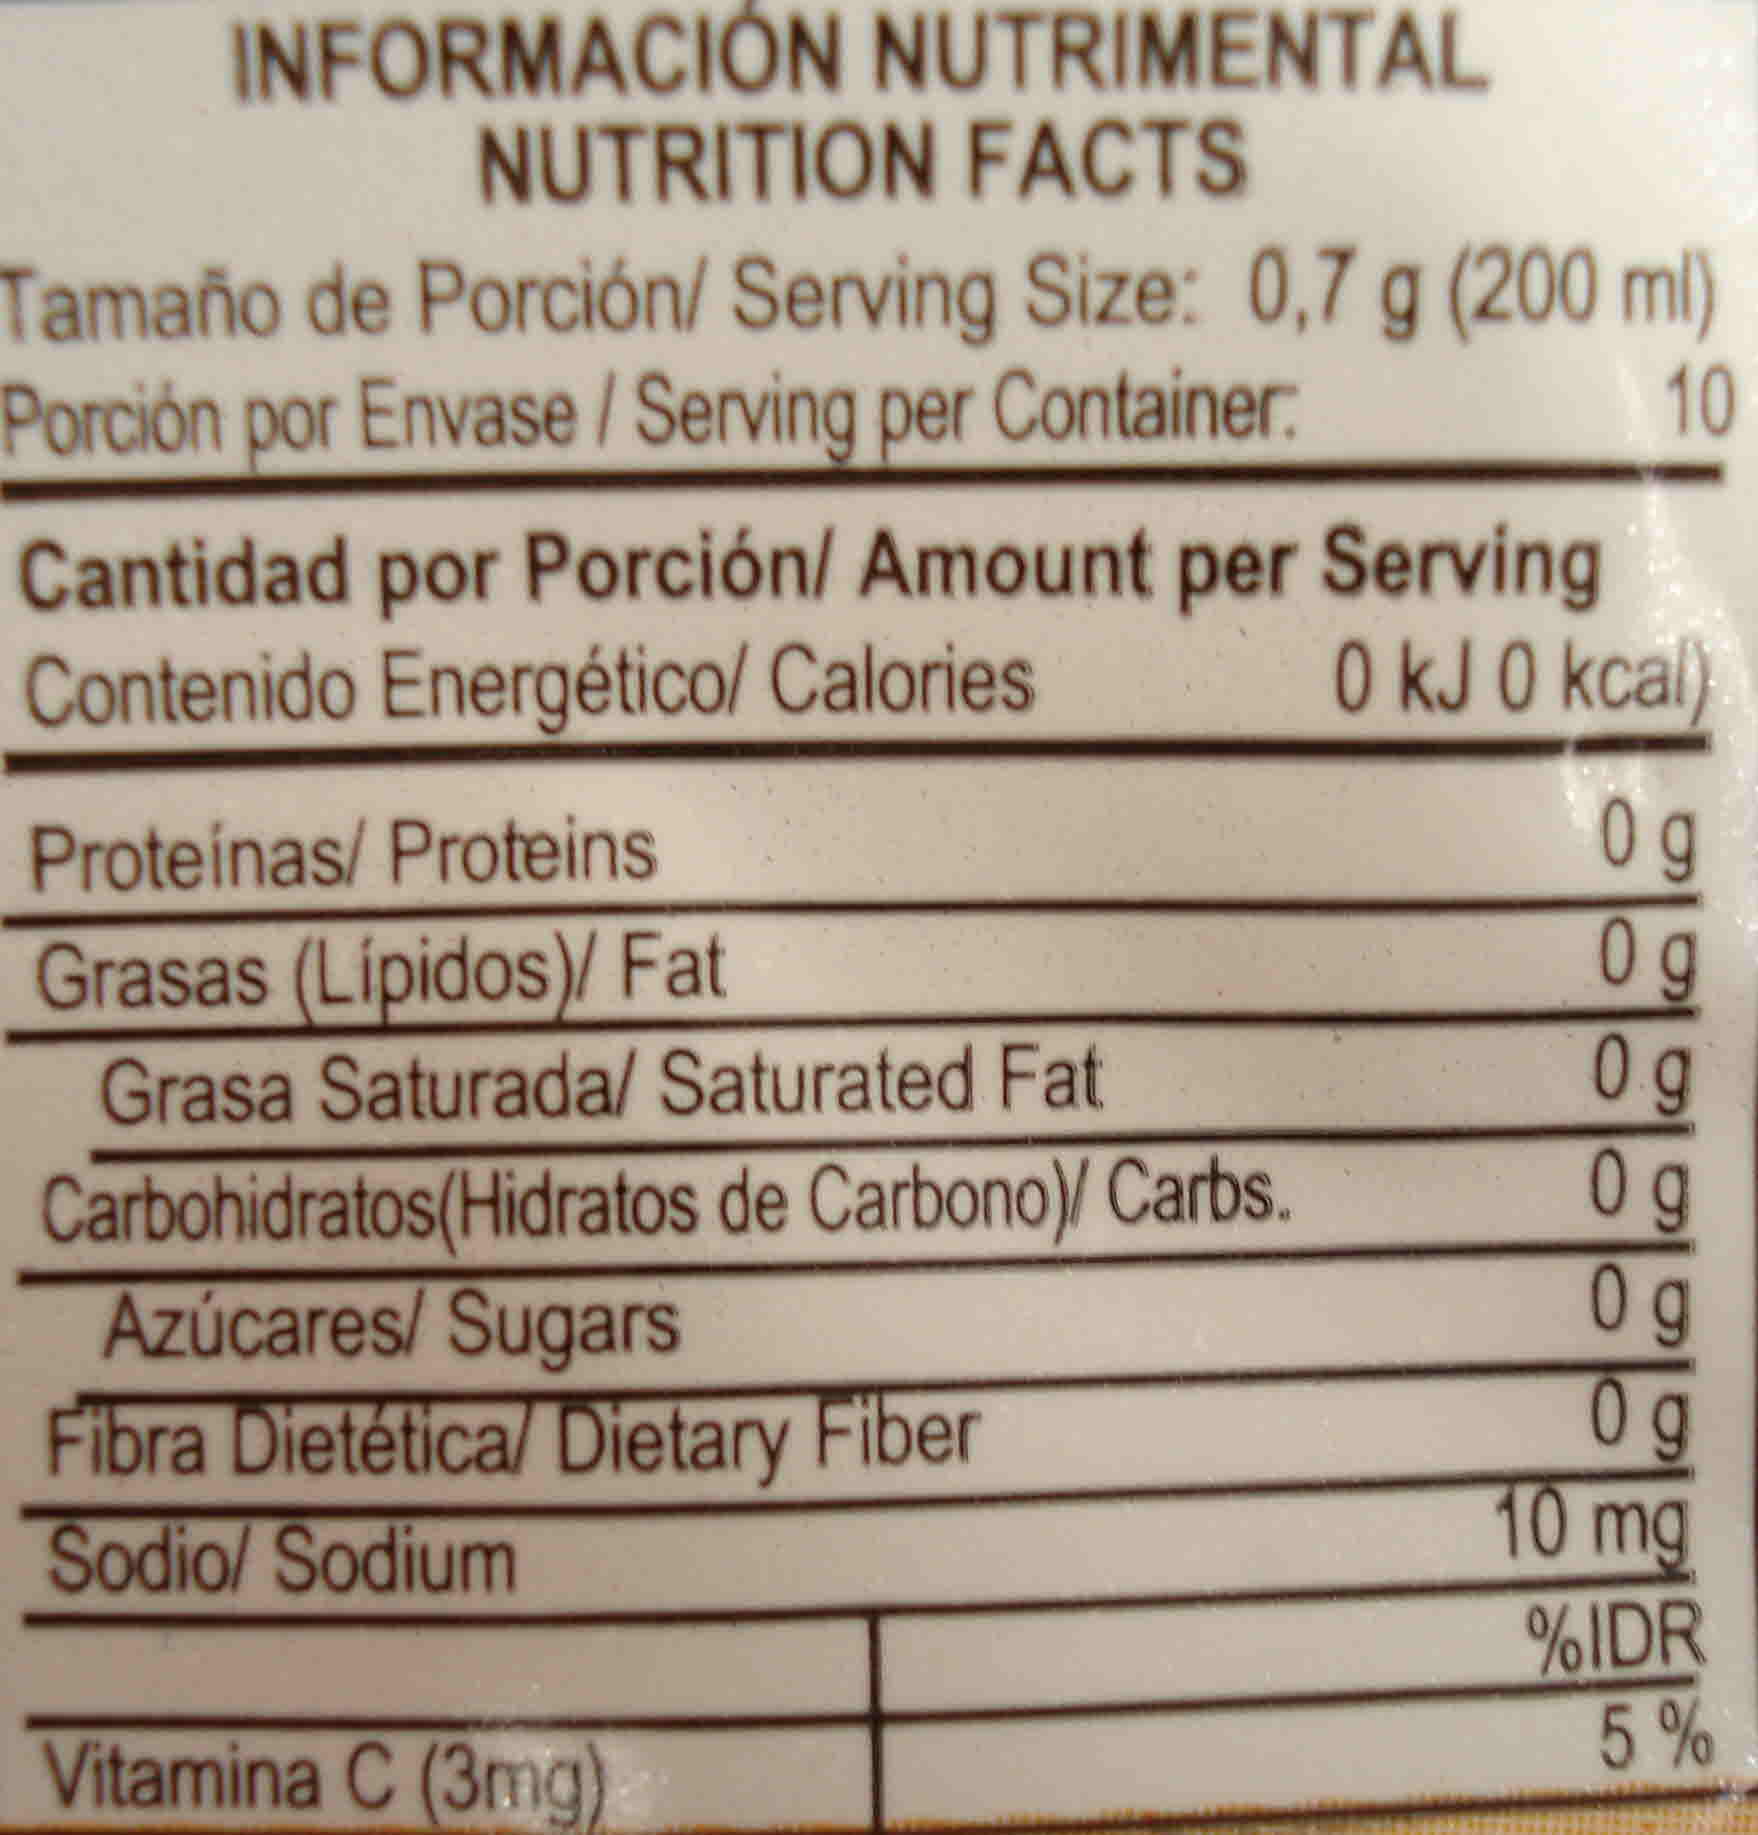 INFORMACIÓN NUTRIMENTAL
NUTRITION FACTS
Tamaño de Porción/ Serving Size: 0,7 g (200 ml)
Porción por Envase / Serving per Container: 10
Cantidad por Porción/ Amount per Serving
Contenido Energético/ Calories 0 kJ 0 kcal)
Proteínas/ Proteins 0 g
Grasas (Lípidos)/ Fat 0 g
Grasa Saturada/ Saturated Fat 0 g
Carbohidratos(Hidratos de Carbono)/ Carbs. 0 g
Azúcares/ Sugars 0 g
Fibra Dietética/ Dietary Fiber 0 g
Sodio/ Sodium 10 mg
%IDR
Vitamina C (3mg) 5 %